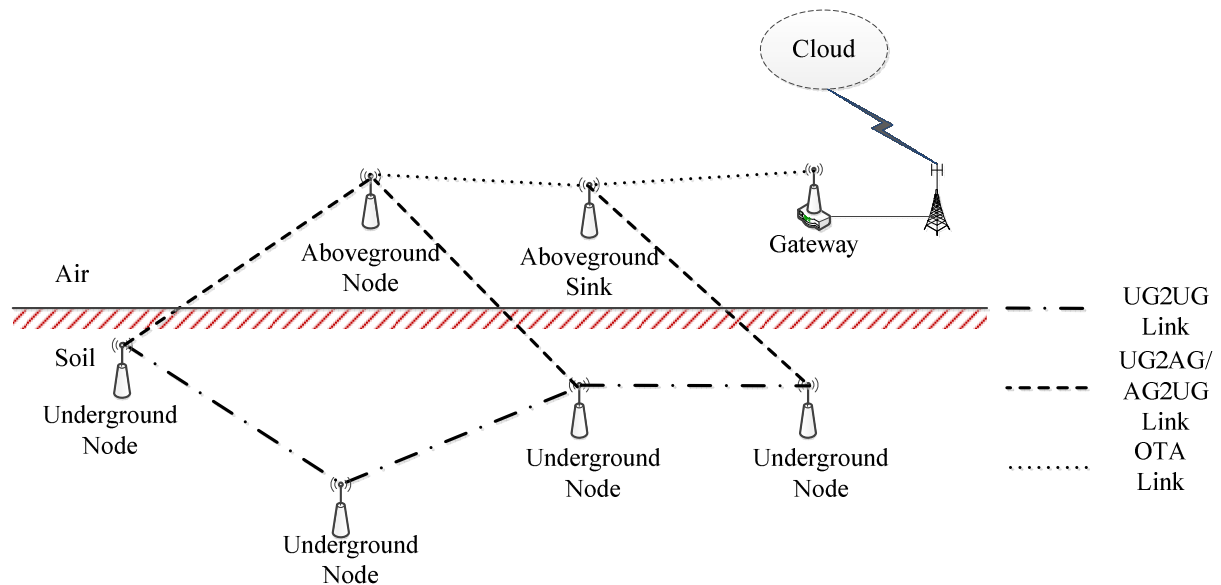 Cloud
Aboveground
Node
Aboveground
Sink
Gateway
Air
Soil
Underground
Node
Underground
Node
Underground
Node
Underground
Node
UG2UG
Link
UG2AG/
AG2UG
Link
OTA
Link